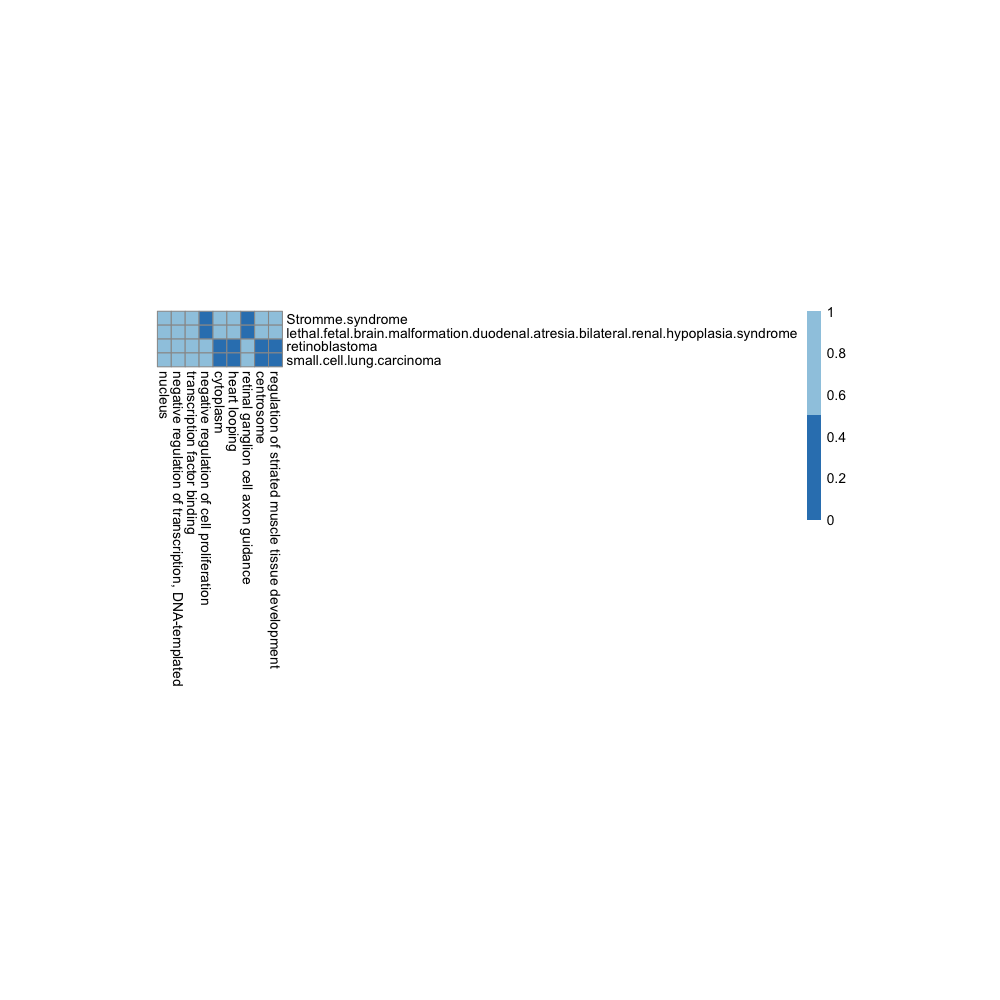 Stromme.syndrome
lethal.fetal.brain.malformation.duodenal.atresia.bilateral.renal.hypoplasia.syndrome
retinoblastoma
small.cell.lung.carcinoma
nucleus
negative regulation of transcription, DNA-templated
transcription factor binding
negative regulation of cell proliferation
cytoplasm
heart looping
retinal ganglion cell axon guidance
centrosome
regulation of striated muscle tissue development
1
0.8
0.6
0.4
0.2
0